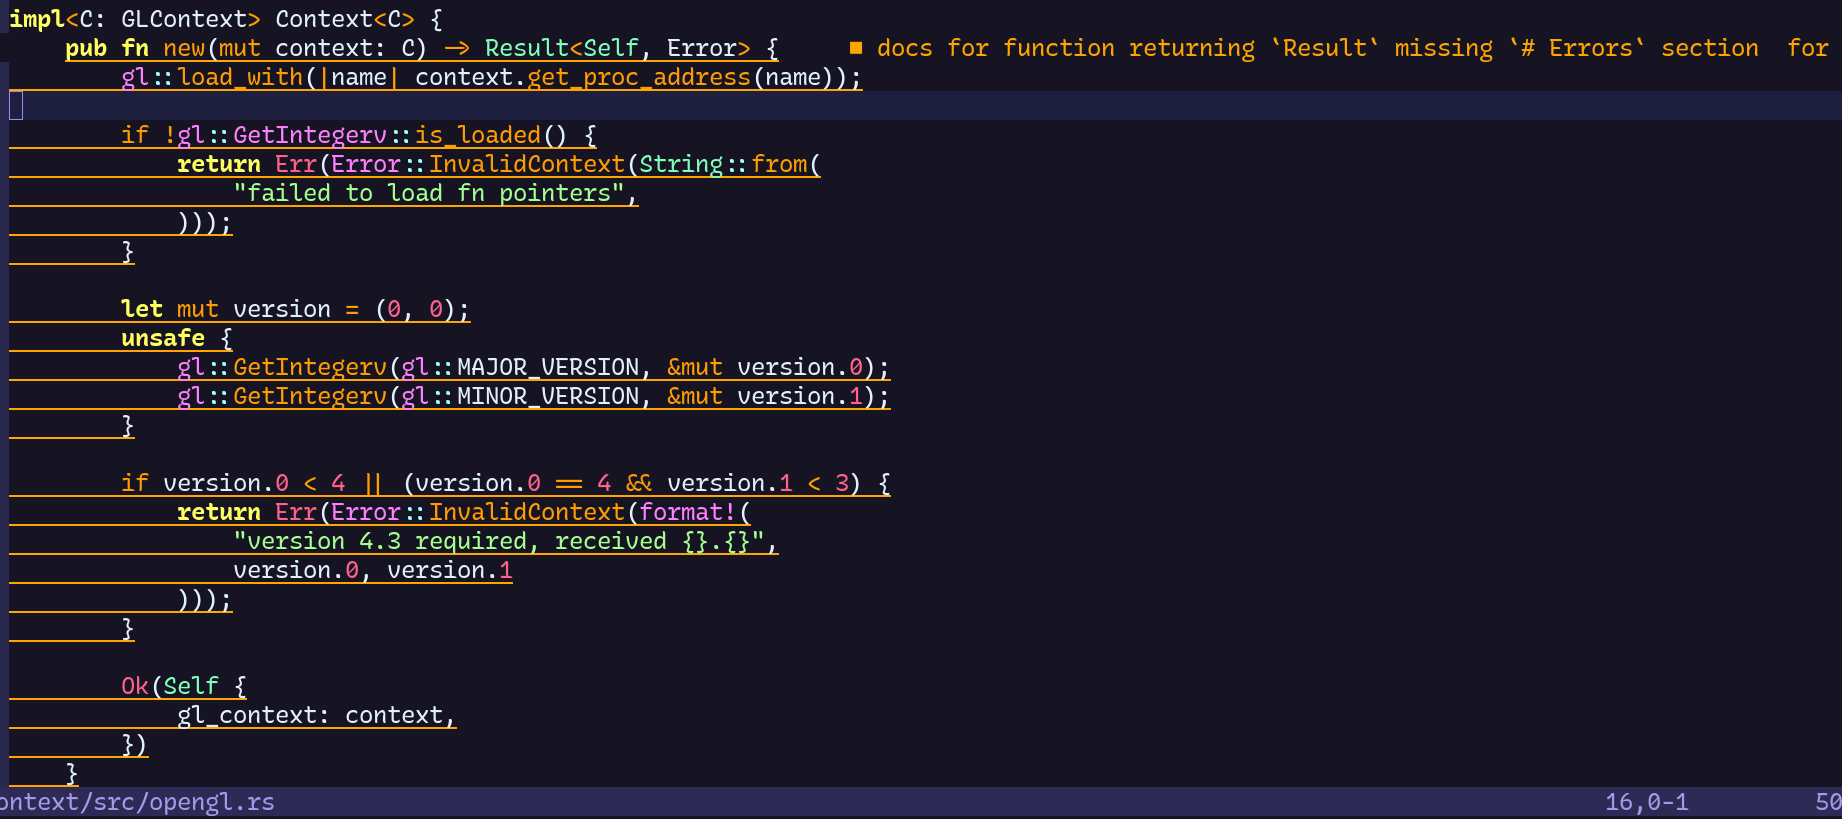 impl<C: GLContext> Context<C> {
    pub fn new(mut context: C) -> Result<Self, Error> {     ■ docs for function returning `Result` missing `# Errors` section  for
        gl::load_with(|name| context.get_proc_address(name));
        if !gl::GetIntegerv::is_loaded() {
            return Err(Error::InvalidContext(String::from(
                "failed to load fn pointers",
            )));
        }
        let mut version = (0, 0);
        unsafe {
            gl::GetIntegerv(gl::MAJOR_VERSION, &mut version.0);
            gl::GetIntegerv(gl::MINOR_VERSION, &mut version.1);
        }
        if version.0 < 4 || (version.0 == 4 && version.1 < 3) {
            return Err(Error::InvalidContext(format!(
                "version 4.3 required, received {}.{}",
                version.0, version.1
            )));
        }
        Ok(Self {
            gl_context: context,
        })
    }
ontext/src/opengl.rs 16,0-1 50